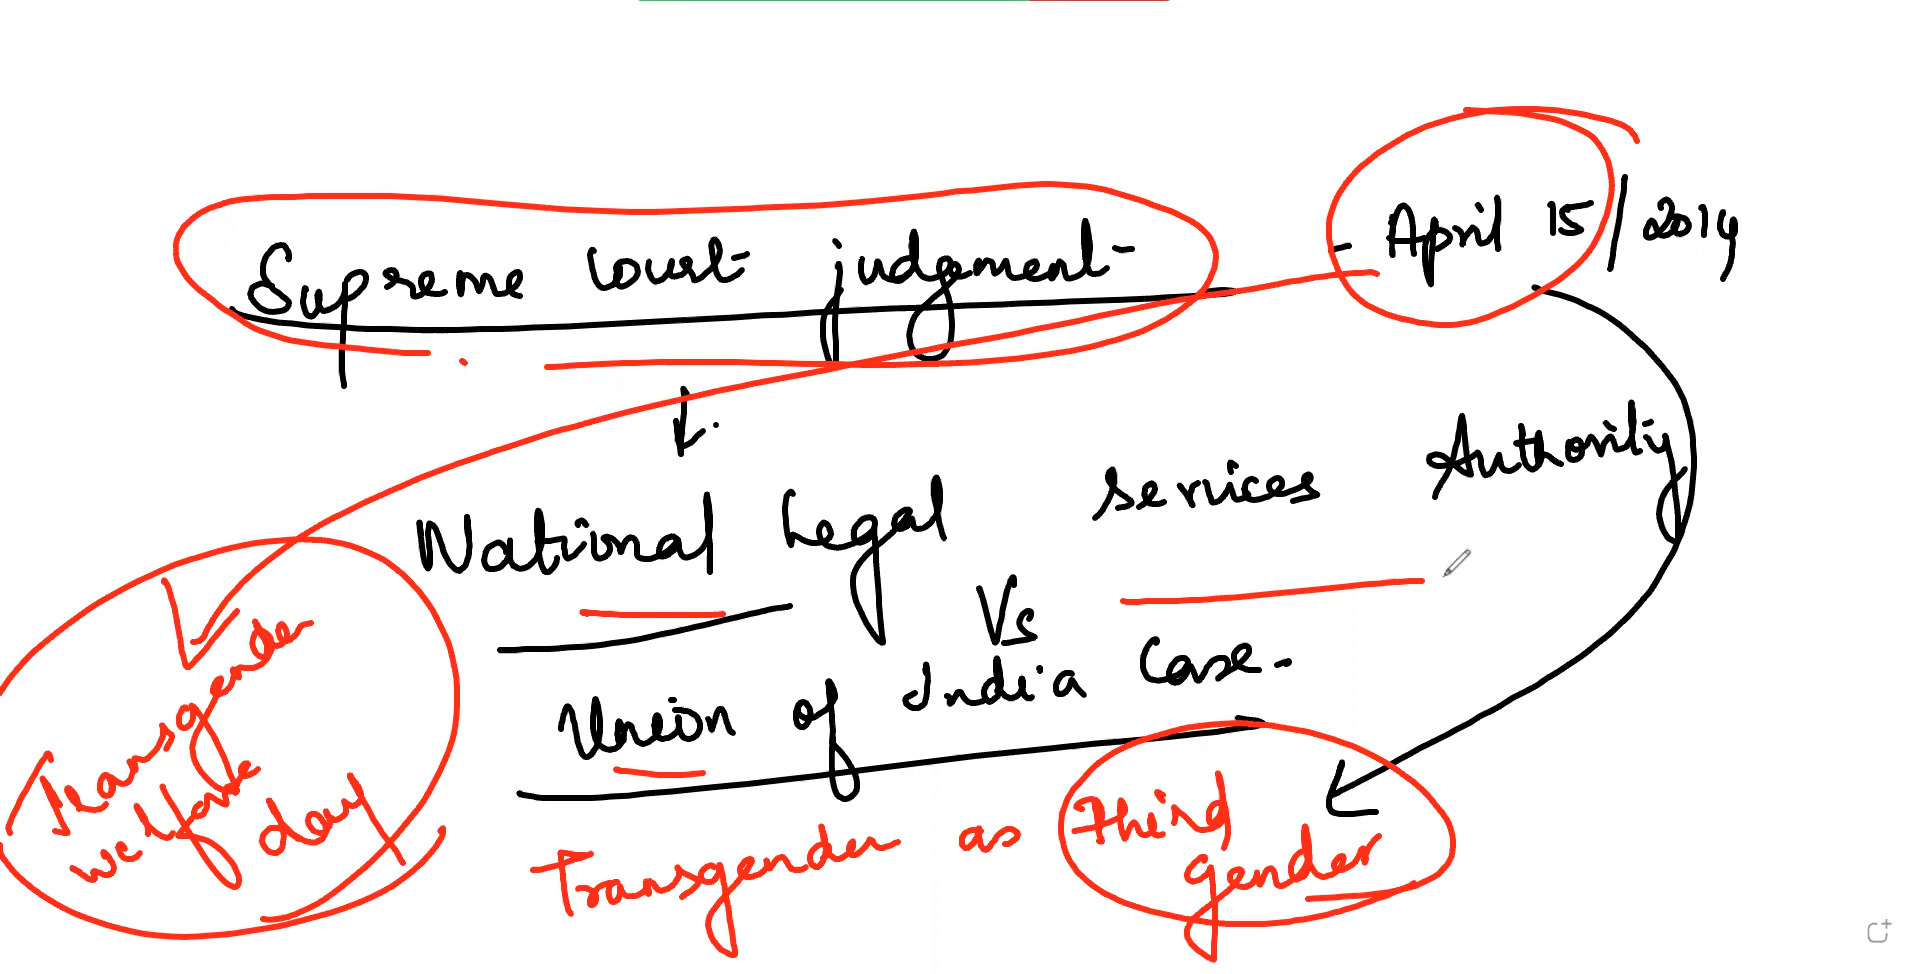 Supreme Court judgement - April 15/2014
National Legal services Authority
Vs
Union of India Case.
Transgender as third gender
Transgender welfare day